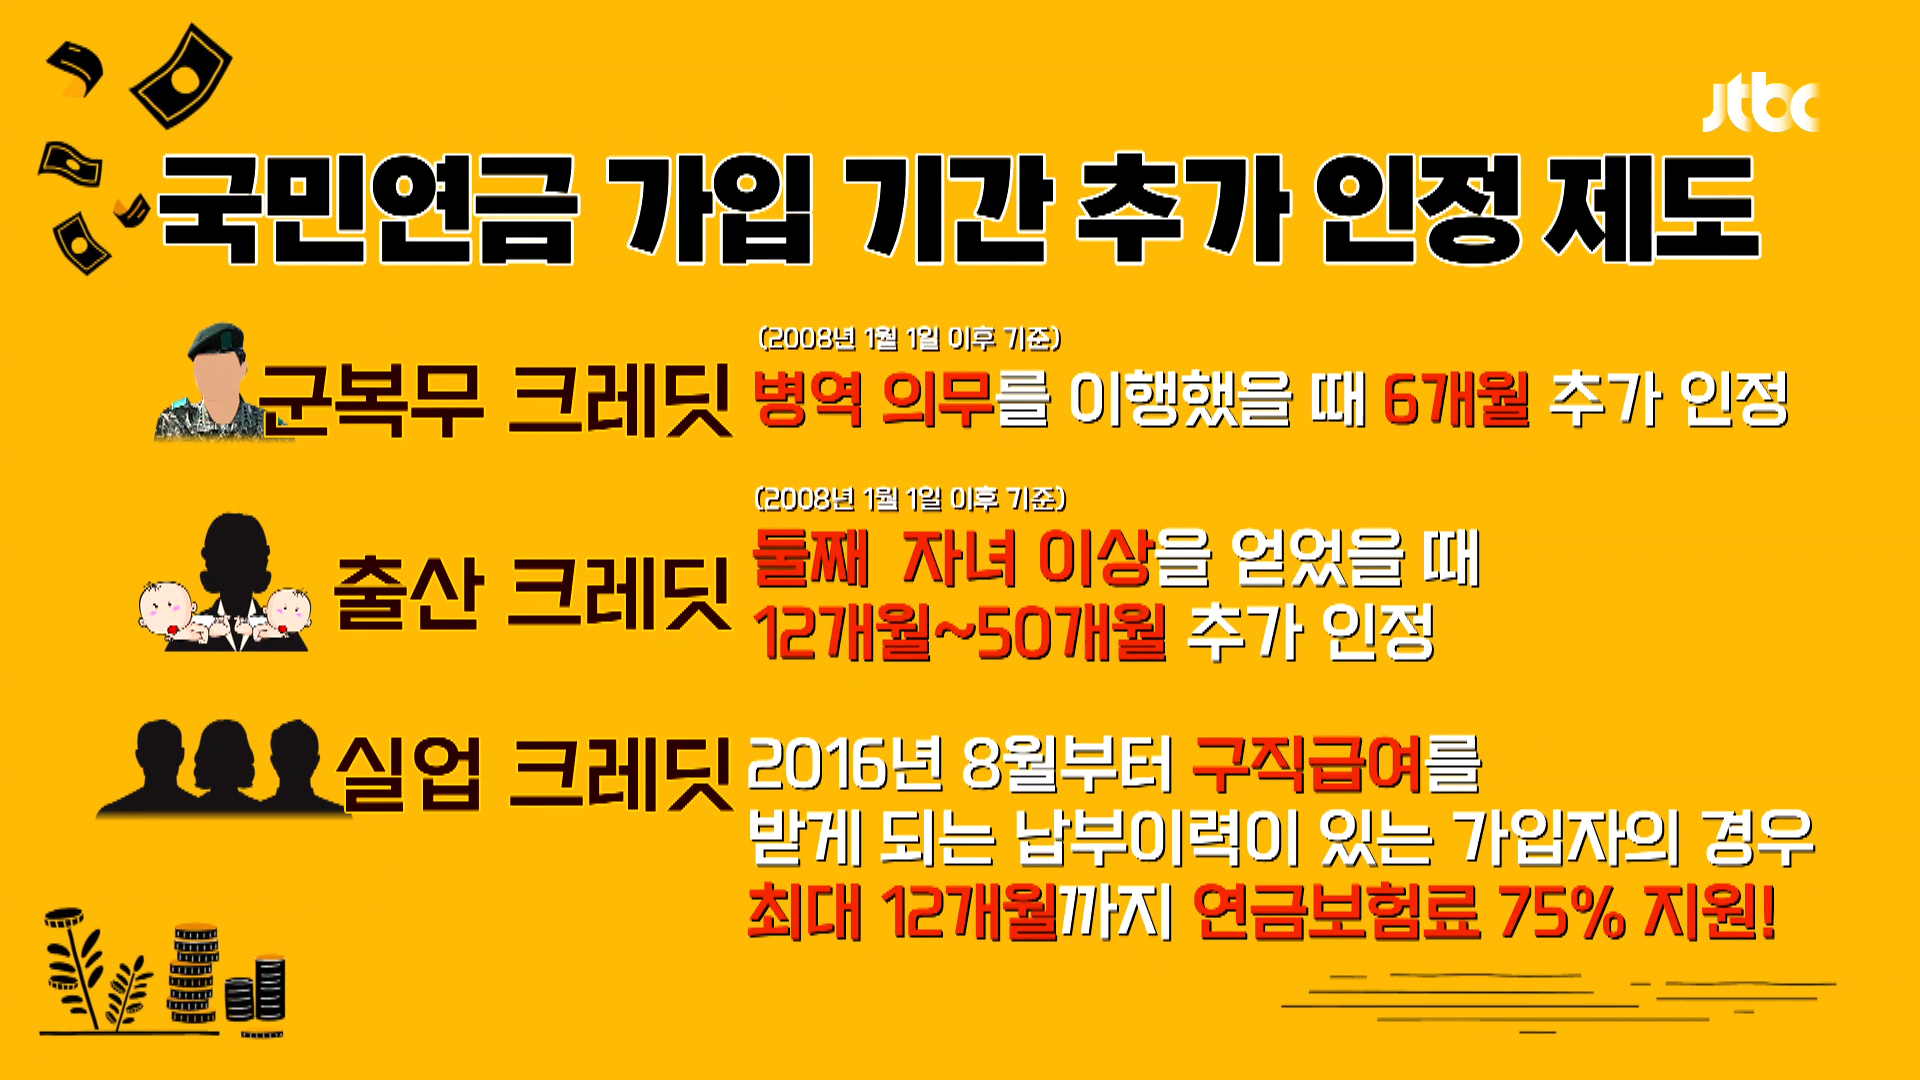 jtbc
국민연금 가입 기간 추가 인정 제도
(2008년 1월 1일 이후 기준)
군복무 크레딧 병역 의무를 이행했을 때 6개월 추가 인정
(2008년 1월 1일 이후 기준)
출산 크레딧 둘째 자녀 이상을 얻었을 때
12개월~50개월 추가 인정
실업 크레딧 2016년 8월부터 구직급여를
받게 되는 납부이력이 있는 가입자의 경우
최대 12개월까지 연금보험료 75% 지원!